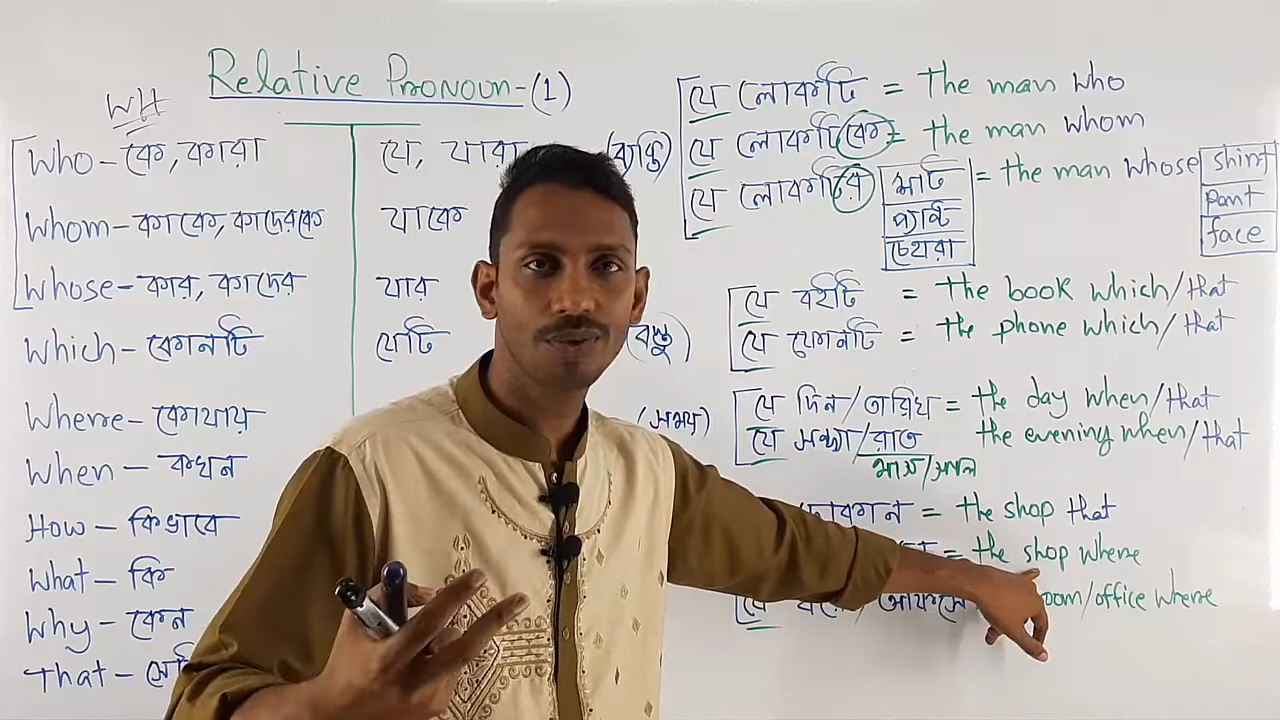 Relative Pronoun-(1)
WH
Who - কে, কারা
যে, যারা
(ব্যক্তি)
Whom - কাকে, কাদেরকে
যাকে
Whose - কার, কাদের
যার
Which - কোনটি
যেটি
(বস্তু)
Where - কোথায়
When - কখন
(সময়)
How - কিভাবে
What - কি
Why - কেন
That -
যে লোকটি = The man who
যে লোকটিকে = the man whom
যে লোকটির শার্ট = the man whose shirt
প্যান্ট pant
চেহারা face
যে বইটি = the book which/that
যে ফোনটি = the phone which/that
যে দিন/তারিখ = the day when/that
যে সন্ধ্যা/রাতে the evening when/that
মাস/সাল
দোকান = the shop that
= the shop where
যে /অফিসে /office where